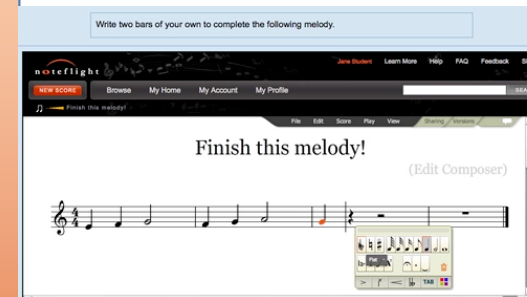 Write two bars of your own to complete the following melody.
noteflight
Jane Student Learn More Help FAQ Feedback
NEW SCORE Browse My Home My Account My Profile
Finish this melody!
File Edit Score Play View Sharing Versions
Finish this melody!
(Edit Composer)
4
4
Flat
TAB